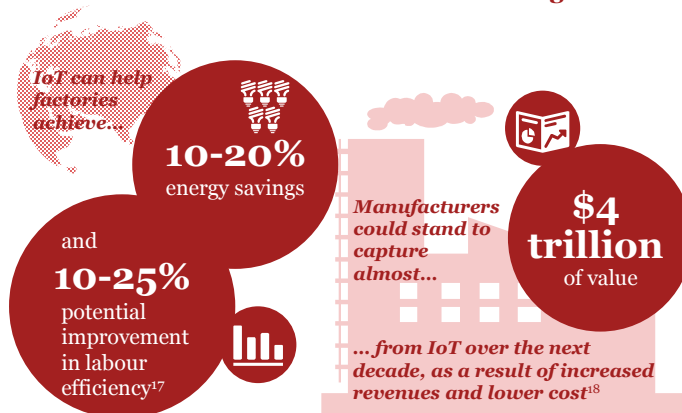 IoT can help
factories
achieve...
10-20%
energy savings
and
10-25%
potential
improvement
in labour
efficiency¹⁷
Manufacturers
could stand to
capture
almost...
$4
trillion
of value
... from IoT over the next
decade, as a result of increased
revenues and lower cost¹⁸